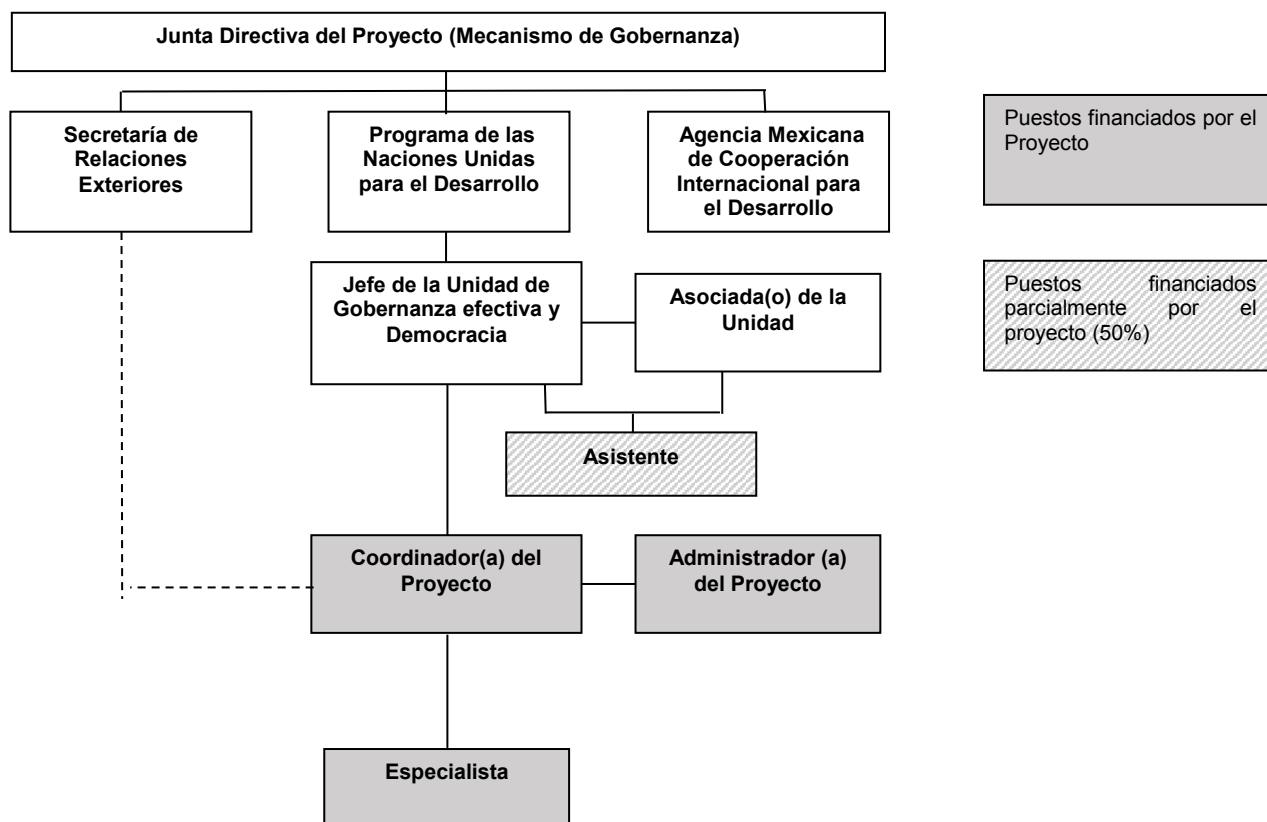 Junta Directiva del Proyecto (Mecanismo de Gobernanza)
Secretaría de
Relaciones
Exteriores
Programa de las
Naciones Unidas
para el Desarrollo
Agencia Mexicana
de Cooperación
Internacional para
el Desarrollo
Puestos financiados por el
Proyecto
Jefe de la Unidad de
Gobernanza efectiva y
Democracia
Asociada(o) de la
Unidad
Puestos financiados
parcialmente por el
proyecto (50%)
Asistente
Coordinador(a) del
Proyecto
Administrador (a)
del Proyecto
Especialista